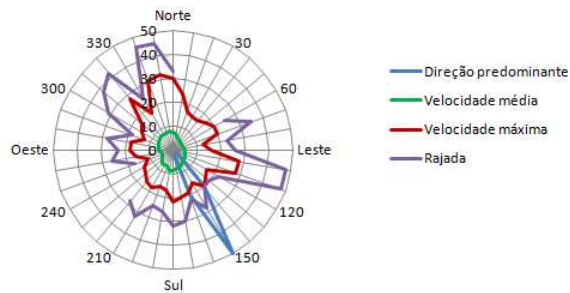 Norte
50
40
30
20
10
0
30
60
Leste
120
150
Sul
210
240
Oeste
300
330
Direção predominante
Velocidade média
Velocidade máxima
Rajada